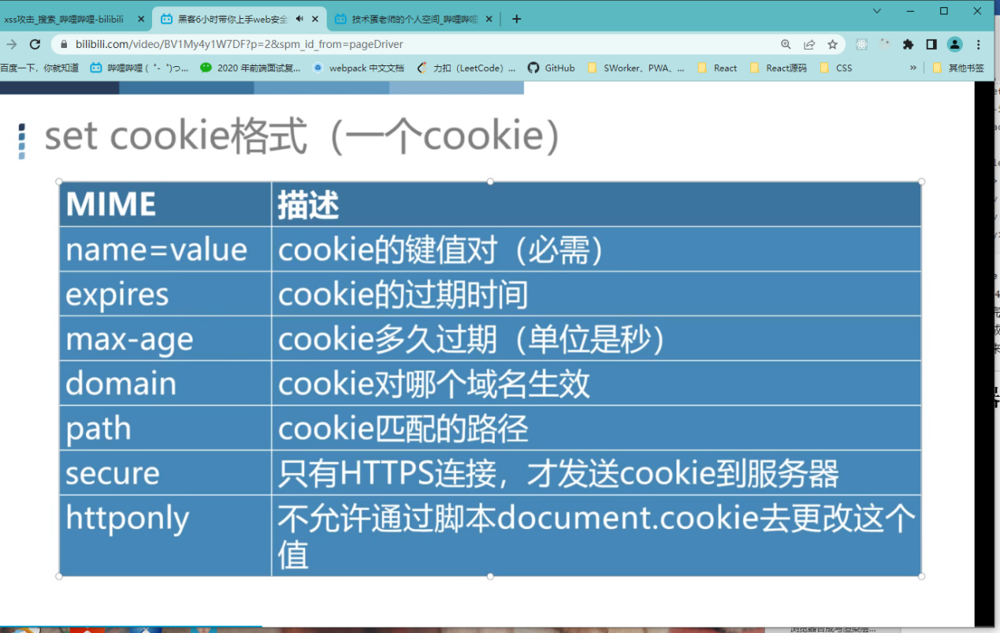 xss攻击_搜索_哔哩哔哩-bilibili
黑客6小时带你上手web安全
技术蛋老师的个人空间_哔哩哔哩
bilibili.com/video/BV1My4y1W7DF?p=2&spm_id_from=pageDriver
百度一下，你就知道 哔哩哔哩 ( ゜- ゜)つ... 2020 年前端面试复... webpack 中文文档 力扣（LeetCode）... GitHub SWorker、PWA、... React React源码 CSS » 其他书签
set cookie格式（一个cookie）
MIME 描述
name=value cookie的键值对（必需）
expires cookie的过期时间
max-age cookie多久过期（单位是秒）
domain cookie对哪个域名生效
path cookie匹配的路径
secure 只有HTTPS连接，才发送cookie到服务器
httponly 不允许通过脚本document.cookie去更改这个
值